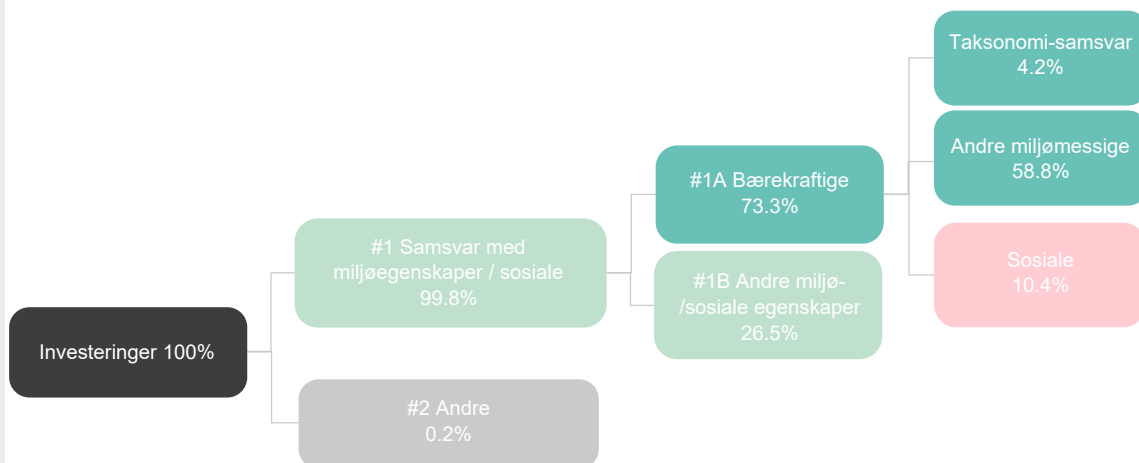 Investeringer 100%
#1 Samsvar med
miljøegenskaper / sosiale
99.8%
#2 Andre
0.2%
#1A Bærekraftige
73.3%
#1B Andre miljø-
/sosiale egenskaper
26.5%
Taksonomi-samsvar
4.2%
Andre miljømessige
58.8%
Sosiale
10.4%